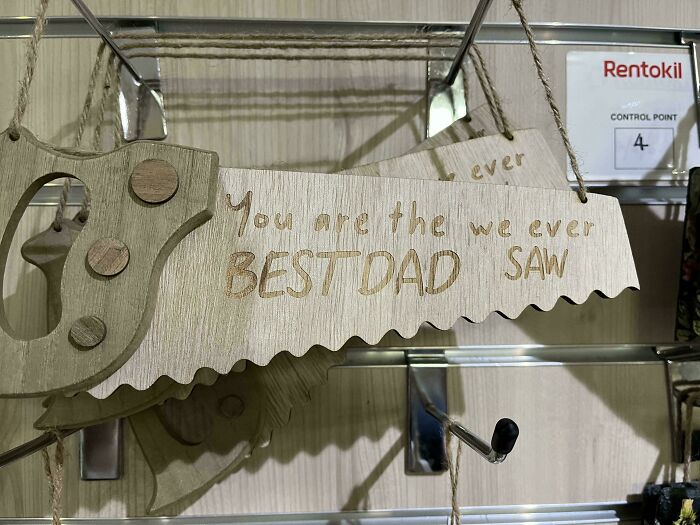 Rentokil
CONTROL POINT
4
ever
You are the we ever
BEST DAD SAW